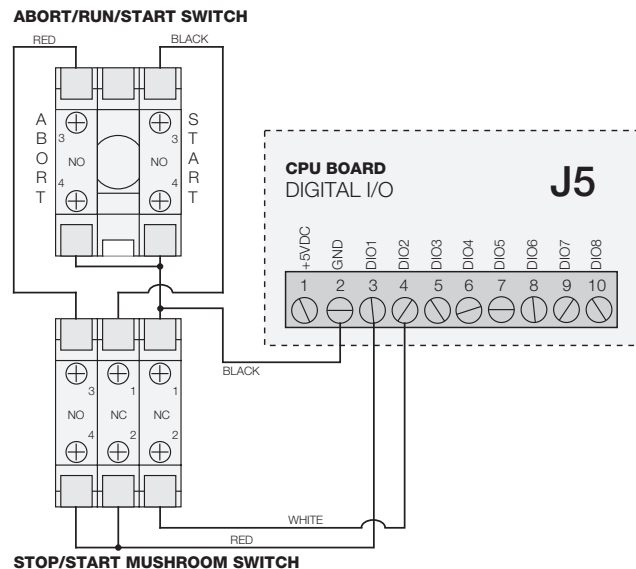 ABORT/RUN/START SWITCH
RED
BLACK
ABORT
3
NO
4
START
3
NO
4
CPU BOARD
DIGITAL I/O
J5
+5VDC GND DIO1 DIO2 DIO3 DIO4 DIO5 DIO6 DIO7 DIO8
1 2 3 4 5 6 7 8 9 10
BLACK
3 1 1
NO NC NC
4 2 2
WHITE
RED
STOP/START MUSHROOM SWITCH